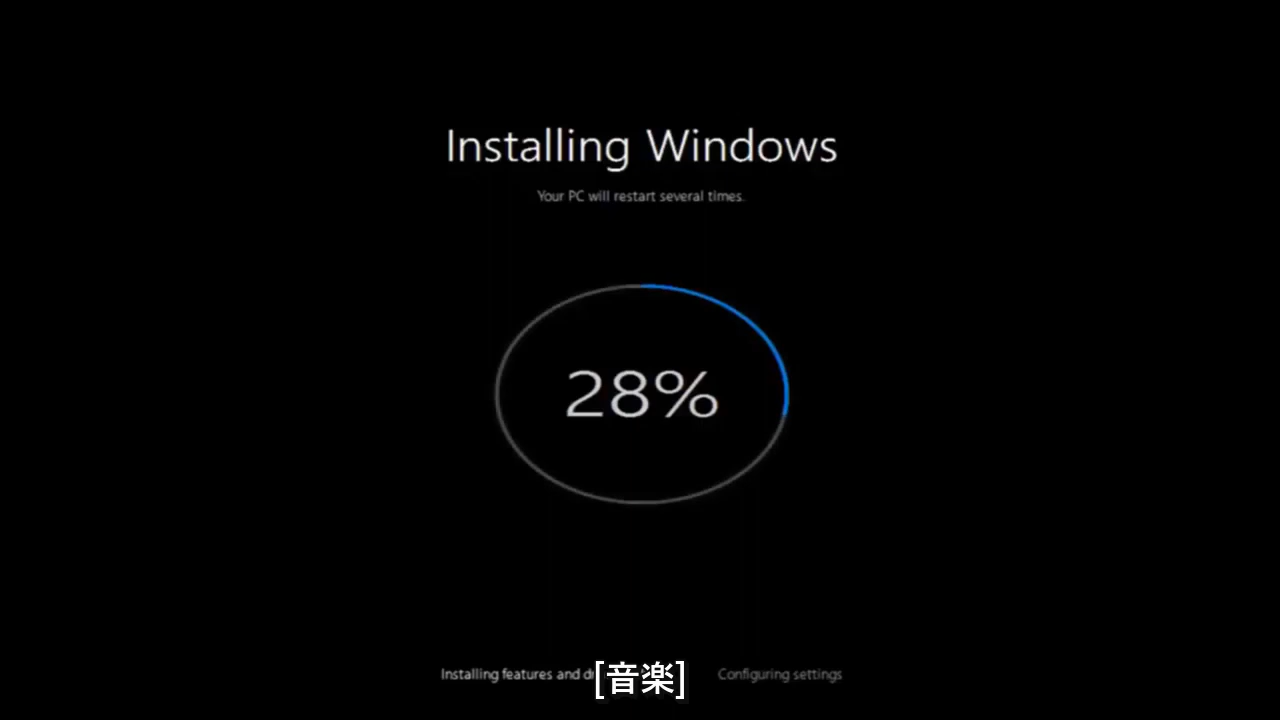 Installing Windows
Your PC will restart several times.
28%
Installing features and
[音楽]
Configuring settings